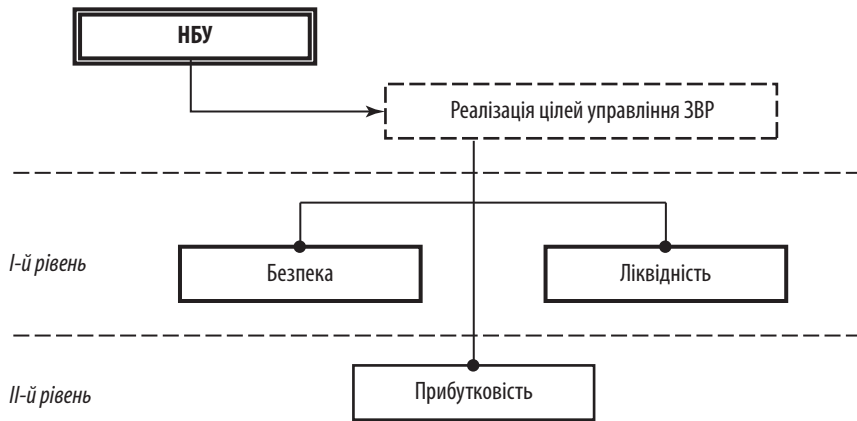 НБУ
Реалізація цілей управління ЗВР
І-й рівень
Безпека
Ліквідність
ІІ-й рівень
Прибутковість